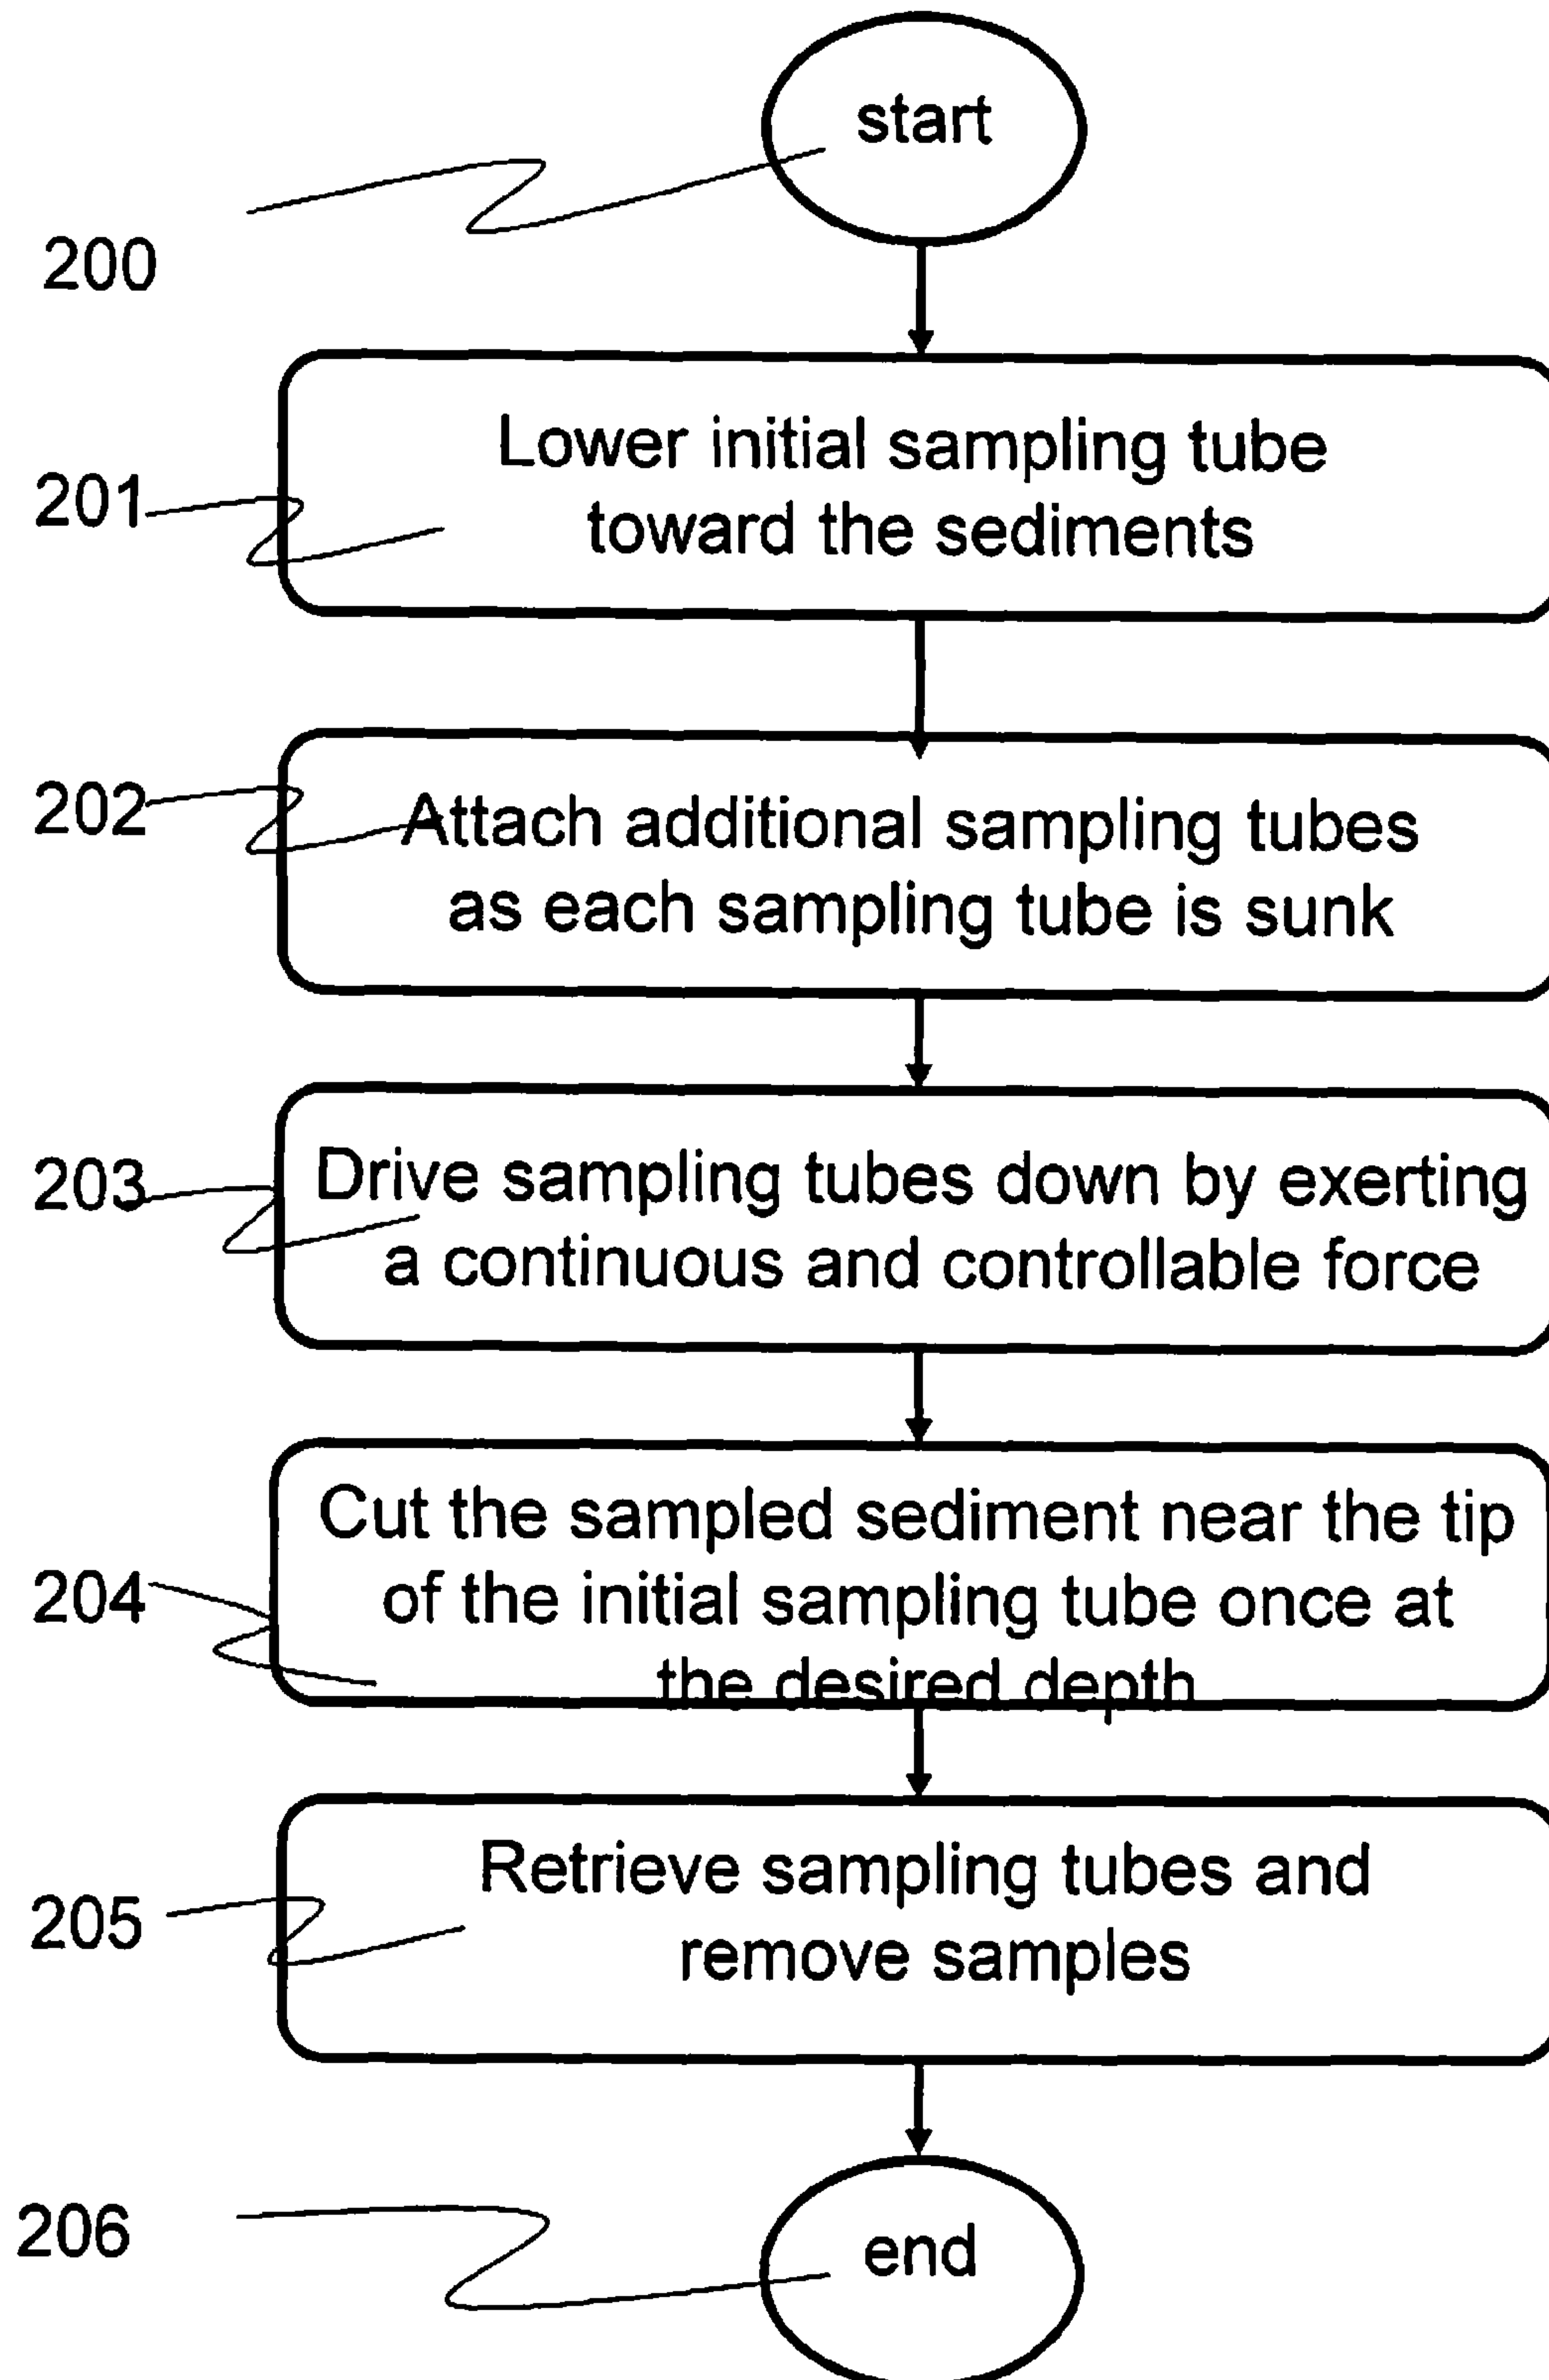 start
200
Lower initial sampling tube
201
toward the sediments
202
Attach additional sampling tubes
as each sampling tube is sunk
203
Drive sampling tubes down by exerting
a continuous and controllable force
Cut the sampled sediment near the tip
204
of the initial sampling tube once at
the desired depth
Retrieve sampling tubes and
205
remove samples
206
end